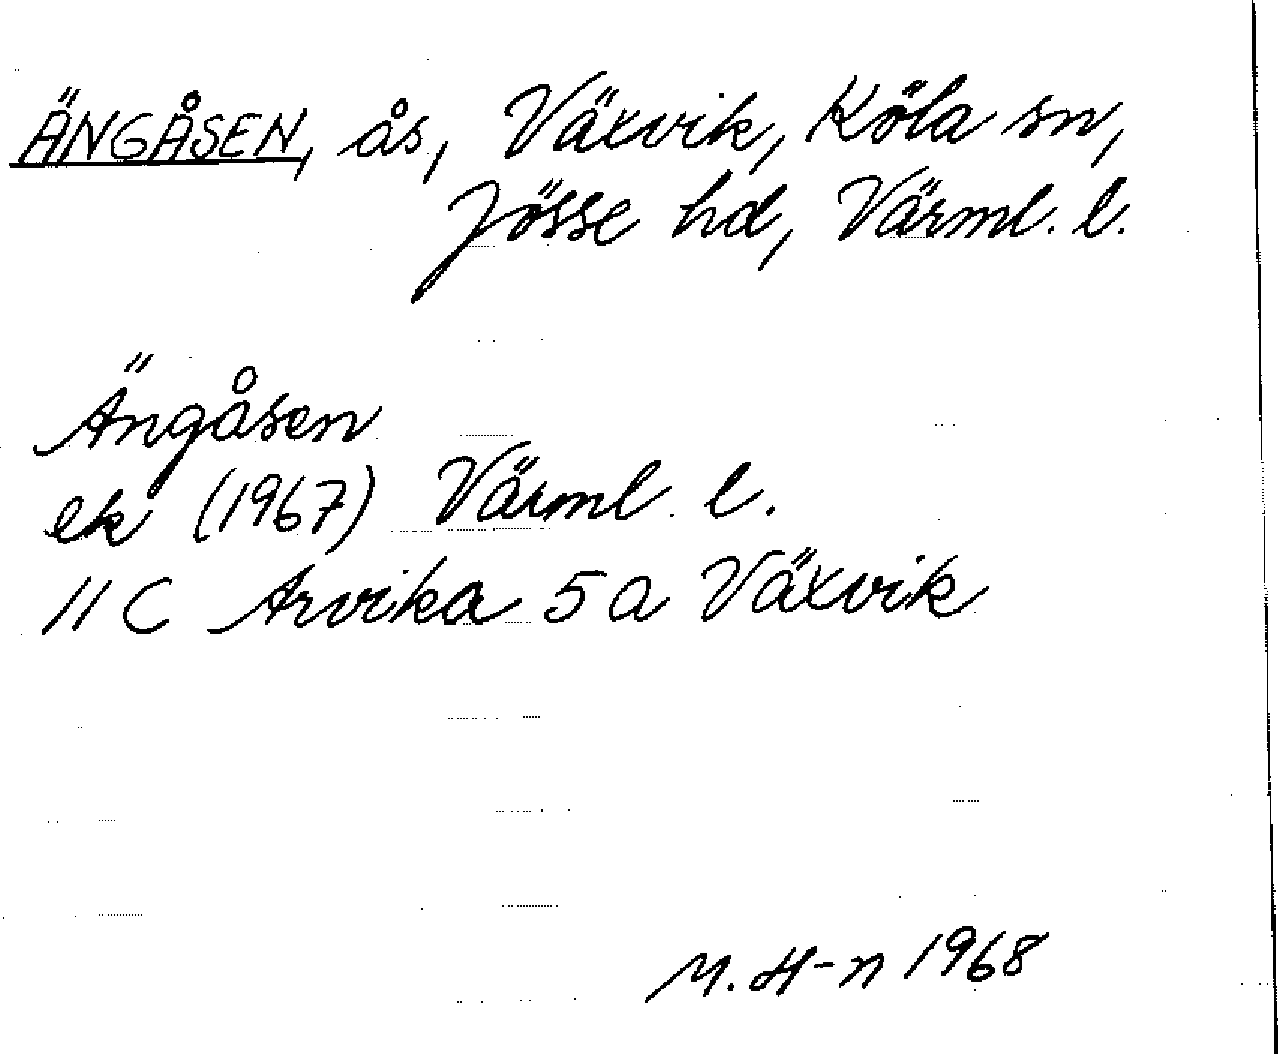 ÄNGÅSEN, ås, Växvik, Köla sn,
Jösse hd, Värml. l.
Ängåsen
ek (1967) Värml. l.
11 C Arvika 5 a Växvik
M. H-n 1968